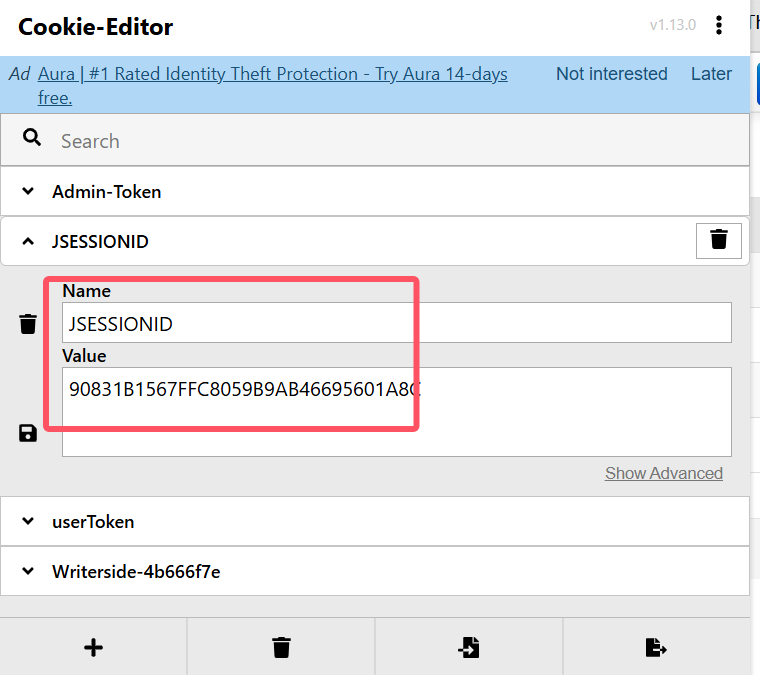 Cookie-Editor
v1.13.0
Ad Aura | #1 Rated Identity Theft Protection - Try Aura 14-days free.
Not interested
Later
Search
Admin-Token
JSESSIONID
Name
JSESSIONID
Value
90831B1567FFC8059B9AB46695601A8C
Show Advanced
userToken
Writerside-4b666f7e